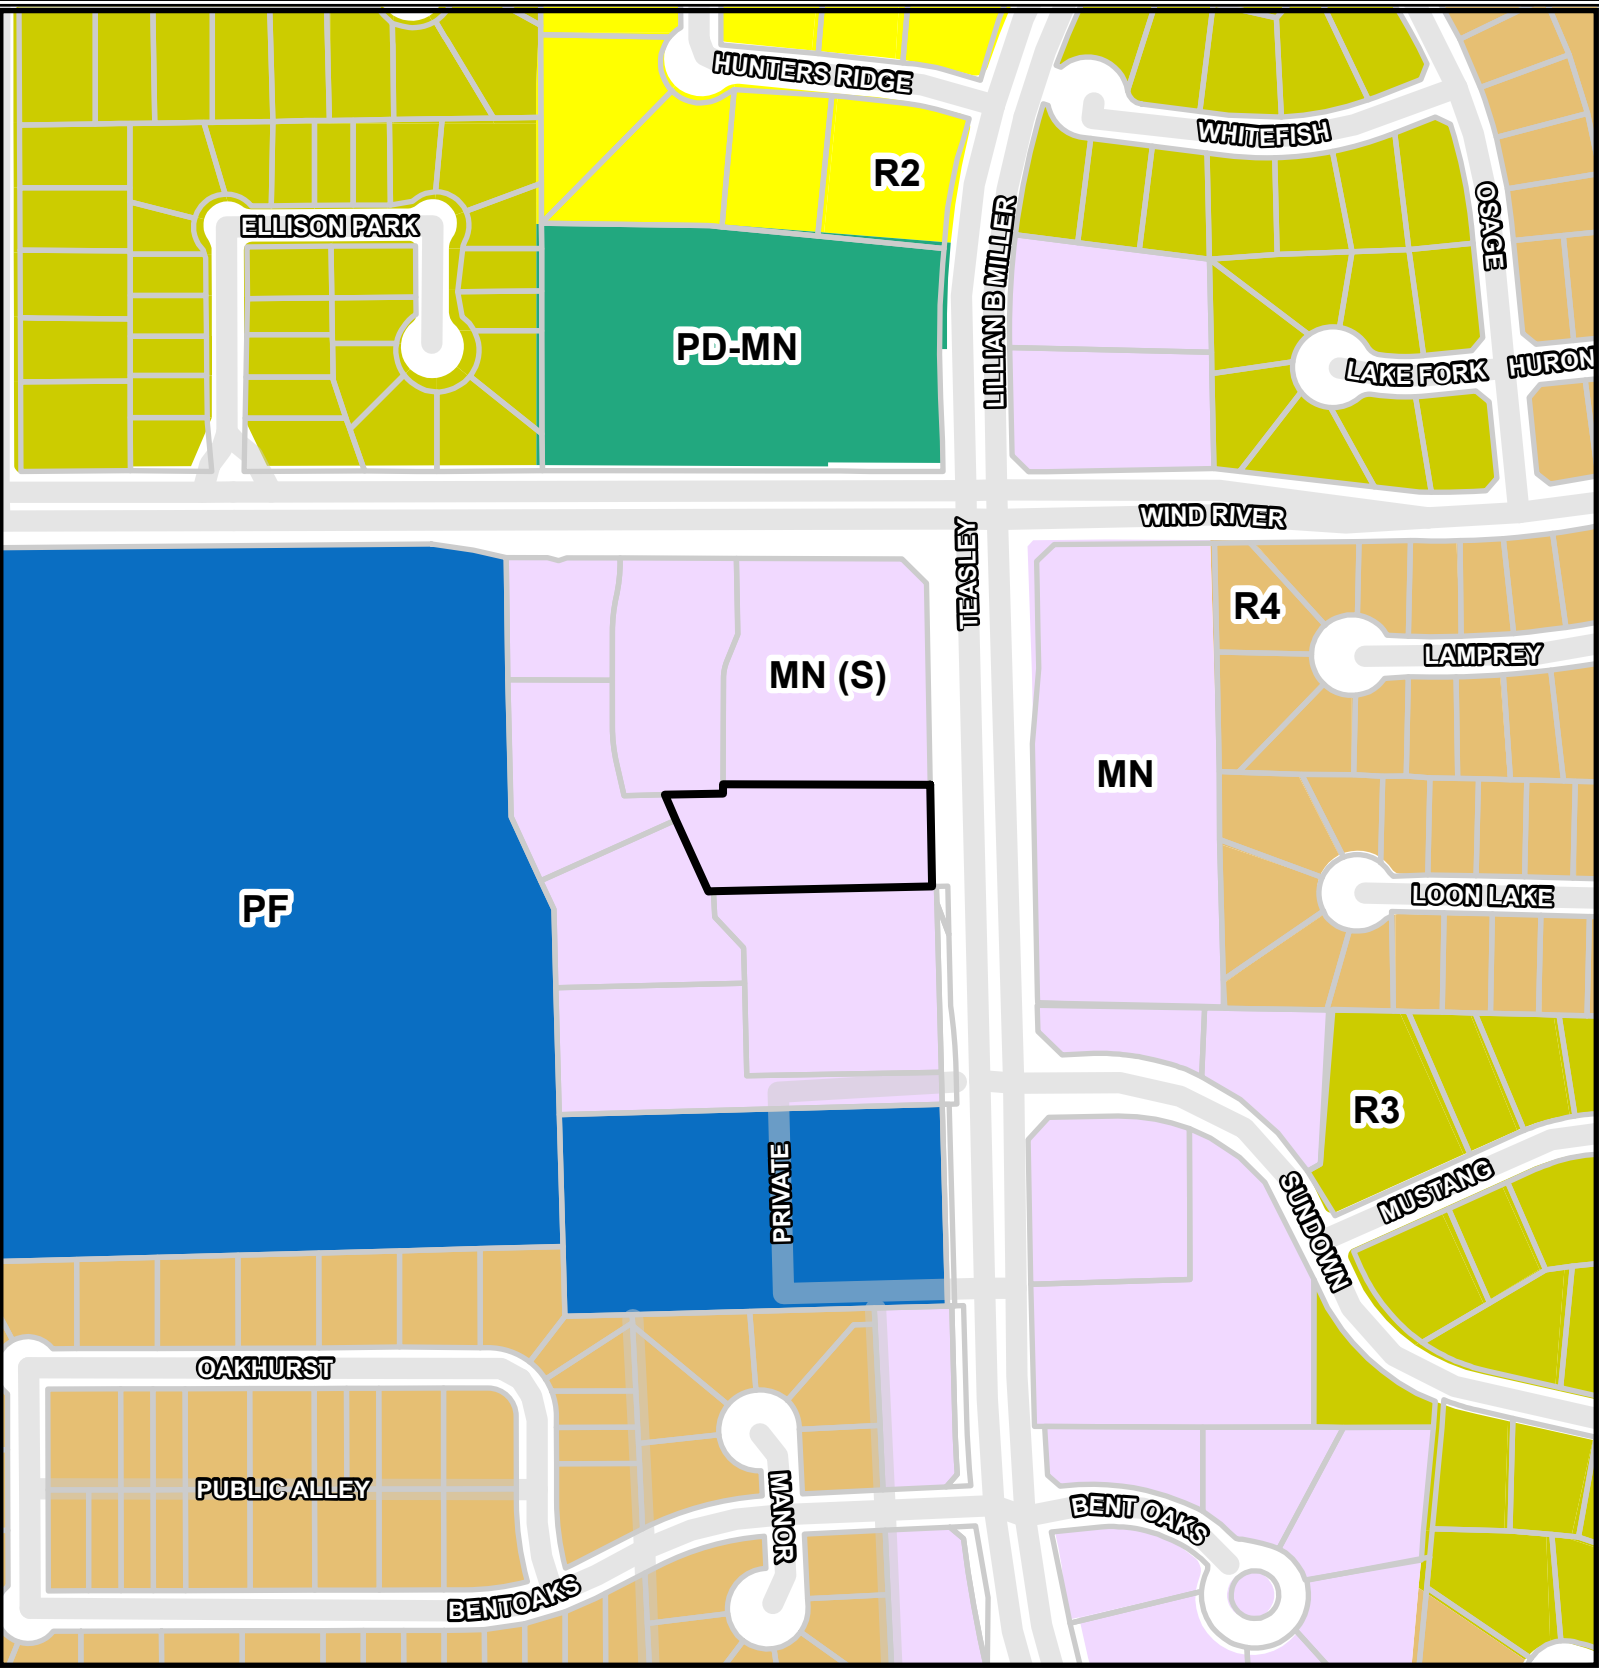 HUNTERS RIDGE
WHITEFISH
R2
OSAGE
ELLISON PARK
LILLIAN B MILLER
PD-MN
LAKE FORK
HURON
WIND RIVER
TEASLEY
R4
LAMPREY
MN (S)
MN
PF
LOON LAKE
R3
PRIVATE
MUSTANG
SUNDOWN
OAKHURST
PUBLIC ALLEY
MANOR
BENT OAKS
BENTOAKS